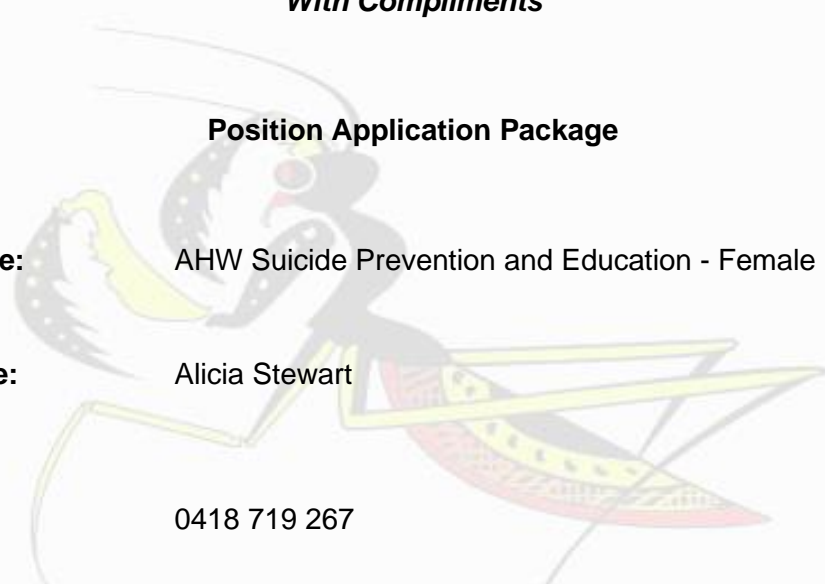 With Compliments
Position Application Package
e: AHW Suicide Prevention and Education - Female
e: Alicia Stewart
0418 719 267